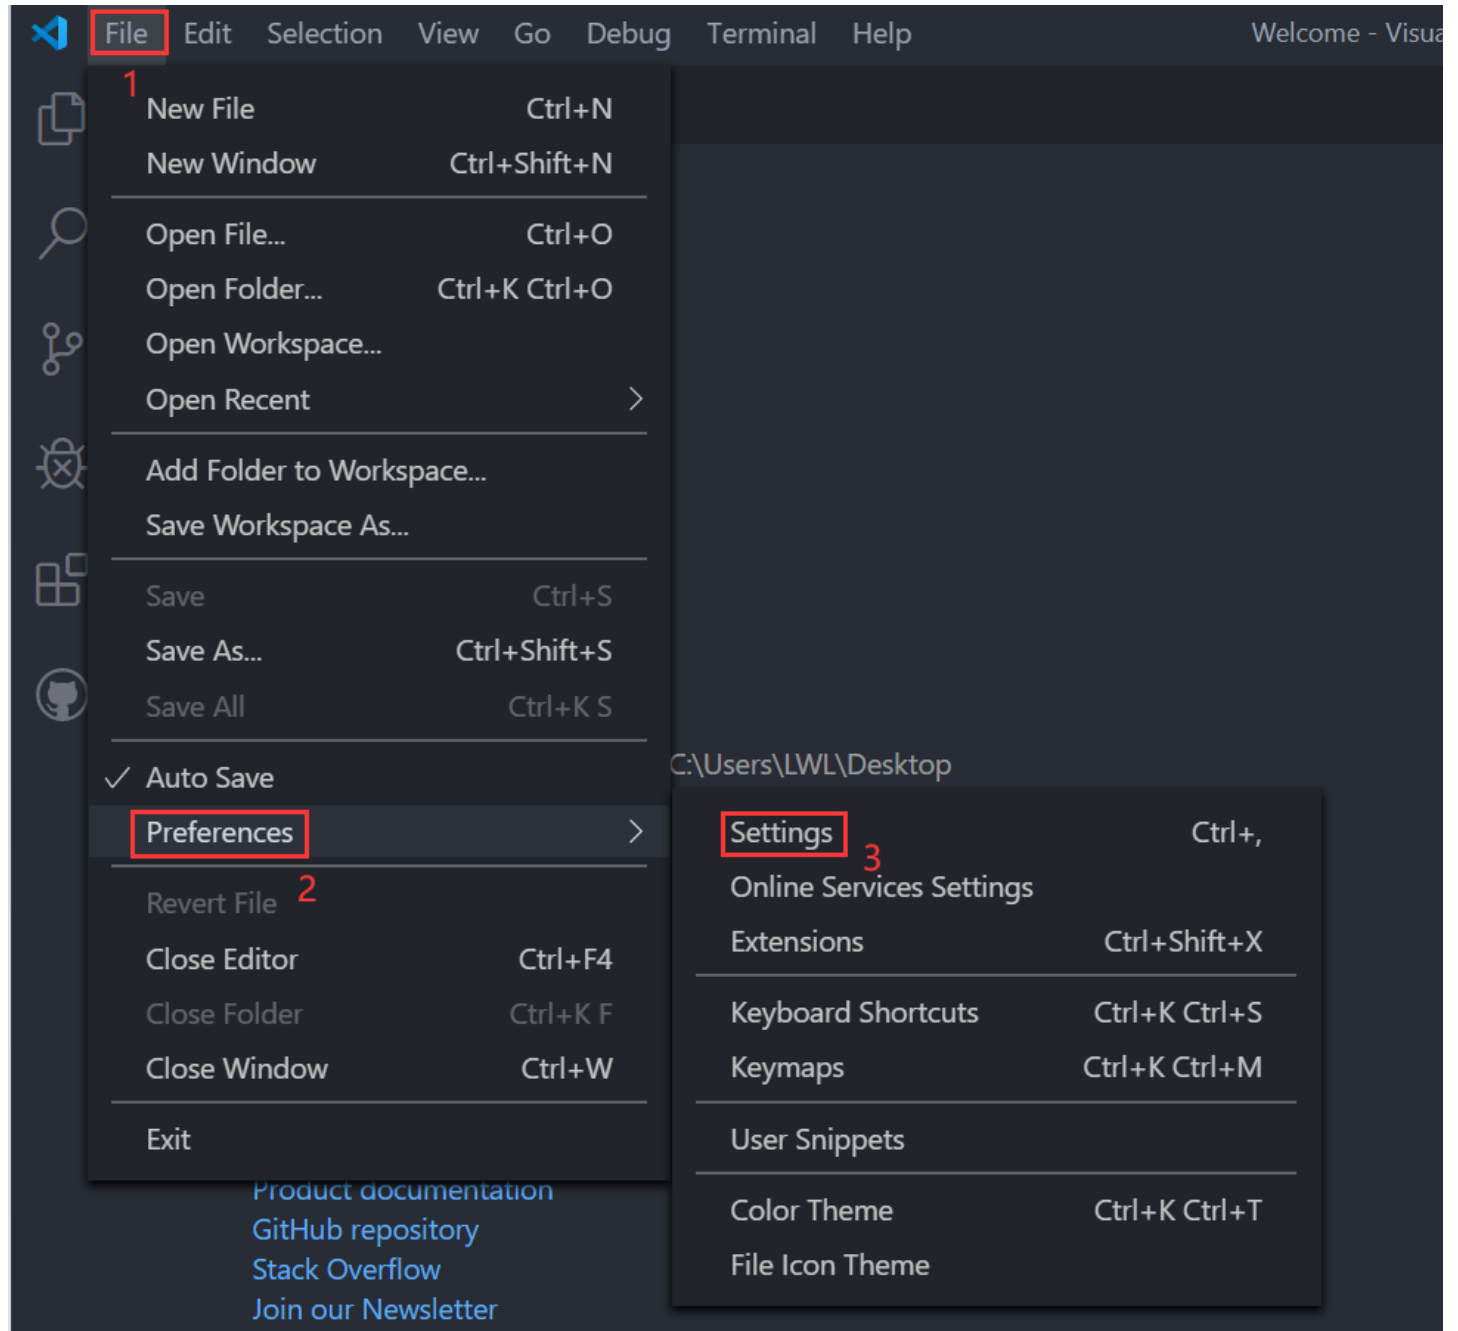 File Edit Selection View Go Debug Terminal Help Welcome - Visua
1
New File Ctrl+N
New Window Ctrl+Shift+N
Open File... Ctrl+O
Open Folder... Ctrl+K Ctrl+O
Open Workspace...
Open Recent
Add Folder to Workspace...
Save Workspace As...
Save Ctrl+S
Save As... Ctrl+Shift+S
Save All Ctrl+K S
Auto Save
Preferences
2
Revert File
Close Editor Ctrl+F4
Close Folder Ctrl+K F
Close Window Ctrl+W
Exit
C:\Users\LWL\Desktop
Settings Ctrl+,
3
Online Services Settings
Extensions Ctrl+Shift+X
Keyboard Shortcuts Ctrl+K Ctrl+S
Keymaps Ctrl+K Ctrl+M
User Snippets
Color Theme Ctrl+K Ctrl+T
File Icon Theme
Product documentation
GitHub repository
Stack Overflow
Join our Newsletter